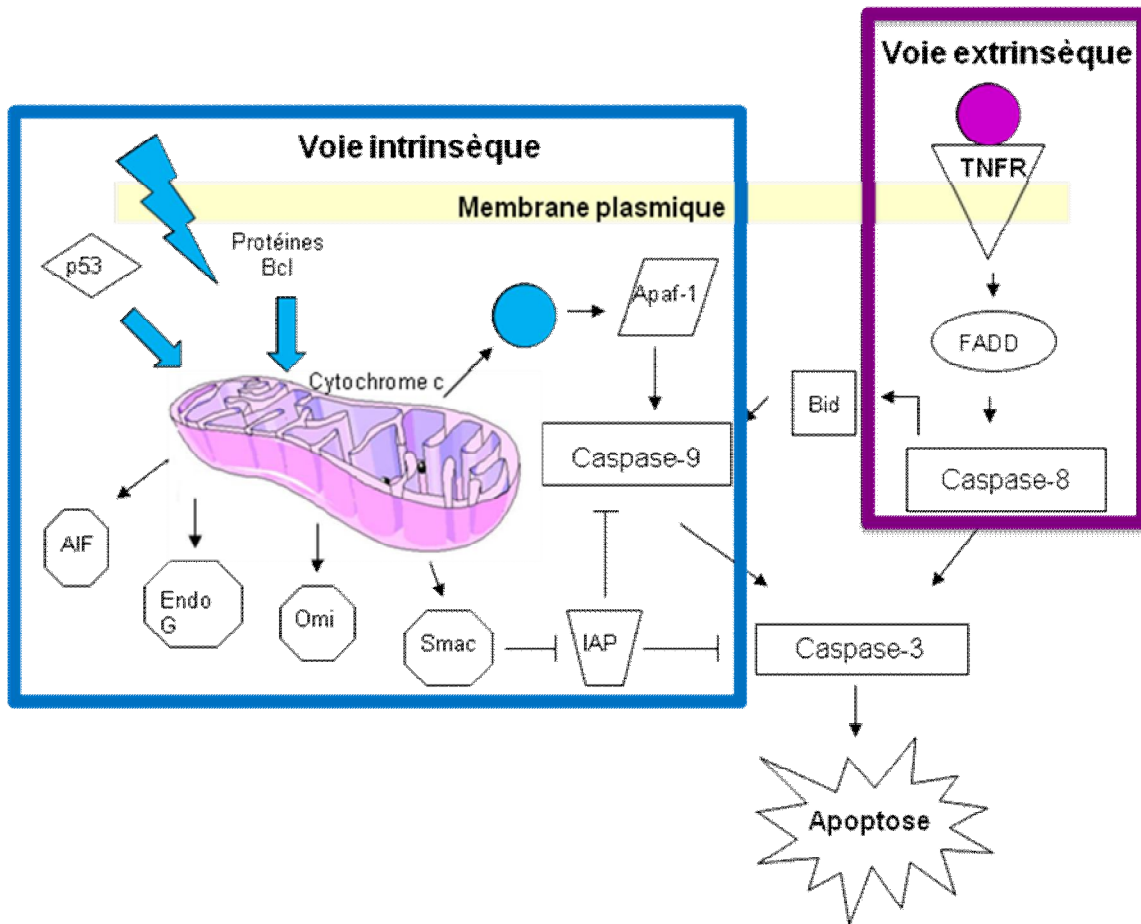 Voie extrinsèque
TNFR
Voie intrinsèque
Membrane plasmique
p53
Protéines
Bcl
Apaf-1
FADD
Cytochrome c
Bid
Caspase-9
Caspase-8
AIF
Endo
G
Omi
Smac
IAP
Caspase-3
Apoptose